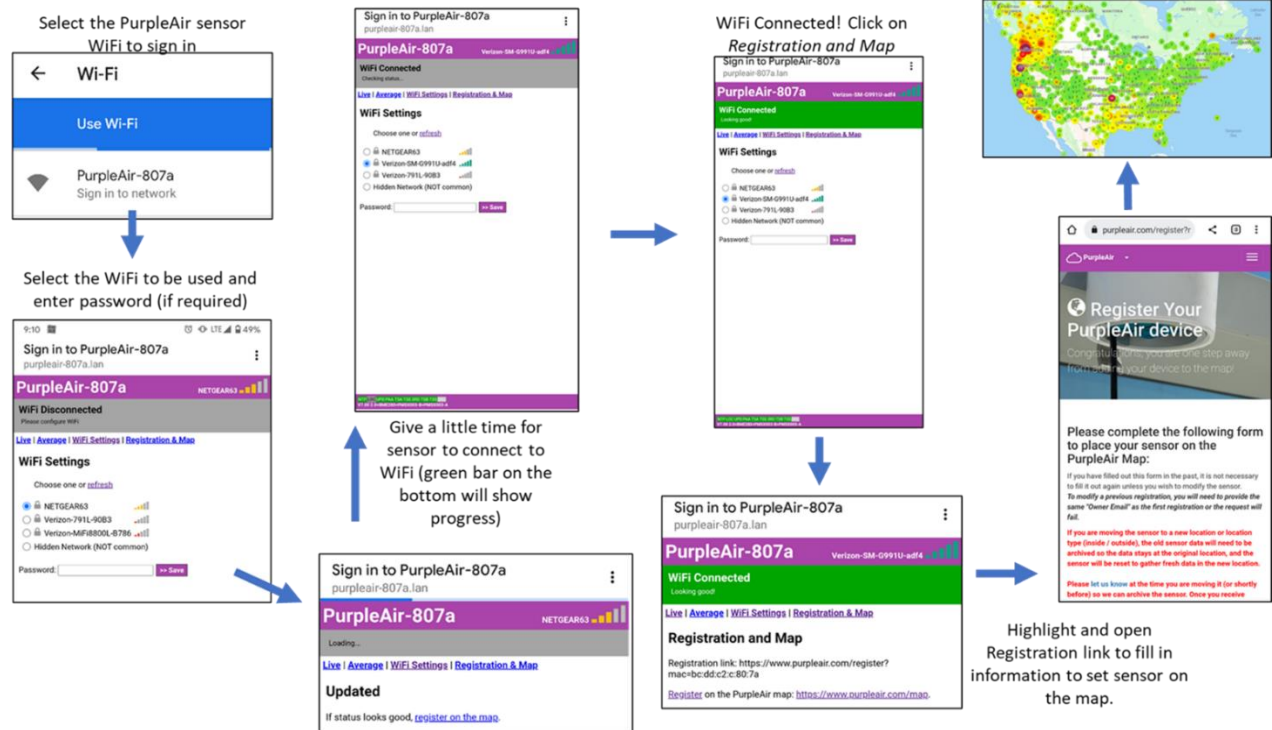 Select the PurpleAir sensor
WiFi to sign in
← Wi-Fi
Use Wi-Fi
PurpleAir-807a
Sign in to network
Select the WiFi to be used and
enter password (if required)
9:10 LTE 49%
Sign in to PurpleAir-807a
purpleair-807a.lan
PurpleAir-807a NETGEAR63
WiFi Disconnected
Please configure WiFi
Live | Average | WiFi Settings | Registration & Map
WiFi Settings
Choose one or refresh
NETGEAR63
Verizon-791L-90B3
Verizon-MiFi8800L-B786
Hidden Network (NOT common)
Password: >> Save
Sign in to PurpleAir-807a
purpleair-807a.lan
PurpleAir-807a NETGEAR63
Loading...
Live | Average | WiFi Settings | Registration & Map
Updated
If status looks good, register on the map.
Sign in to PurpleAir-807a
purpleair-807a.lan
PurpleAir-807a Verizon-SM-G991U-adf4
WiFi Connected
Checking status...
Live | Average | WiFi Settings | Registration & Map
WiFi Settings
Choose one or refresh
NETGEAR63
Verizon-SM-G991U-adf4
Verizon-791L-90B3
Hidden Network (NOT common)
Password: >> Save
Give a little time for
sensor to connect to
WiFi (green bar on the
bottom will show
progress)
WiFi Connected! Click on
Registration and Map
Sign in to PurpleAir-807a
purpleair-807a.lan
PurpleAir-807a Verizon-SM-G991U-adf4
WiFi Connected
Looking good!
Live | Average | WiFi Settings | Registration & Map
WiFi Settings
Choose one or refresh
NETGEAR63
Verizon-SM-G991U-adf4
Verizon-791L-90B3
Hidden Network (NOT common)
Password: >> Save
Sign in to PurpleAir-807a
purpleair-807a.lan
PurpleAir-807a Verizon-SM-G991U-adf4
WiFi Connected
Looking good!
Live | Average | WiFi Settings | Registration & Map
Registration and Map
Registration link: https://www.purpleair.com/register?
mac=bc:dd:c2:c:80:7a
Register on the PurpleAir map: https://www.purpleair.com/map.
purpleair.com/register?r
PurpleAir
Register Your
PurpleAir device
Congratulations, you are one step away
from adding your device to the map!
Please complete the following form
to place your sensor on the
PurpleAir Map:
If you have filled out this form in the past, it is not necessary
to fill it out again unless you wish to modify the sensor.
To modify a previous registration, you will need to provide the
same "Owner Email" as the first registration or the request will
fail.
If you are moving the sensor to a new location or location
type (inside / outside), the old sensor data will need to be
archived so the data stays at the original location, and the
sensor will be reset to gather fresh data in the new location.
Please let us know at the time you are moving it (or shortly
before) so we can archive the sensor. Once you receive
Highlight and open
Registration link to fill in
information to set sensor on
the map.